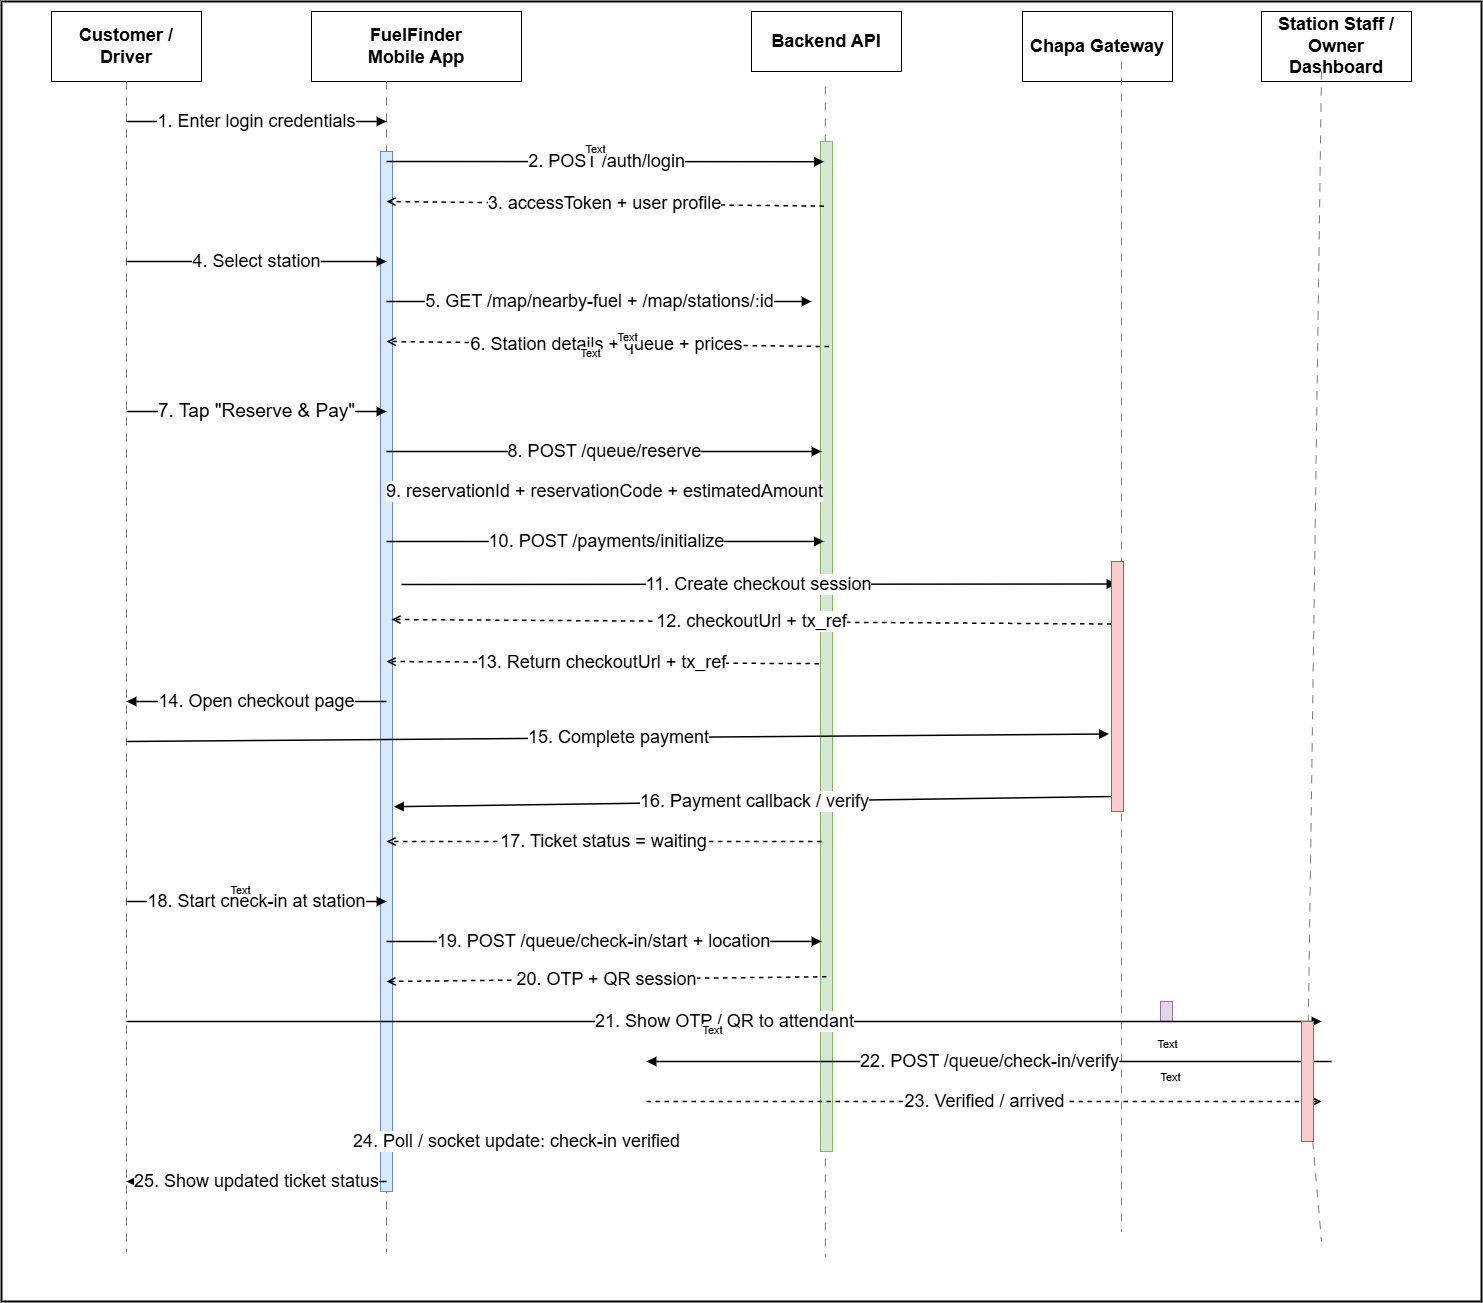 Customer /
Driver
FuelFinder
Mobile App
Backend API
Chapa Gateway
Station Staff /
Owner
Dashboard
1. Enter login credentials
Text
2. POST /auth/login
3. accessToken + user profile
4. Select station
5. GET /map/nearby-fuel + /map/stations/:id
Text
6. Station details + queue + prices
Text
7. Tap "Reserve & Pay"
8. POST /queue/reserve
9. reservationId + reservationCode + estimatedAmount
10. POST /payments/initialize
11. Create checkout session
12. checkoutUrl + tx_ref
13. Return checkoutUrl + tx_ref
14. Open checkout page
15. Complete payment
16. Payment callback / verify
17. Ticket status = waiting
Text
18. Start check-in at station
19. POST /queue/check-in/start + location
20. OTP + QR session
21. Show OTP / QR to attendant
Text
Text
22. POST /queue/check-in/verify
Text
23. Verified / arrived
24. Poll / socket update: check-in verified
25. Show updated ticket status